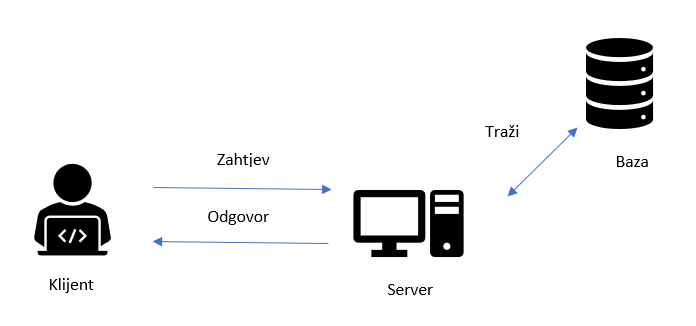 Traži
Baza
Zahtjev
Odgovor
Klijent
Server